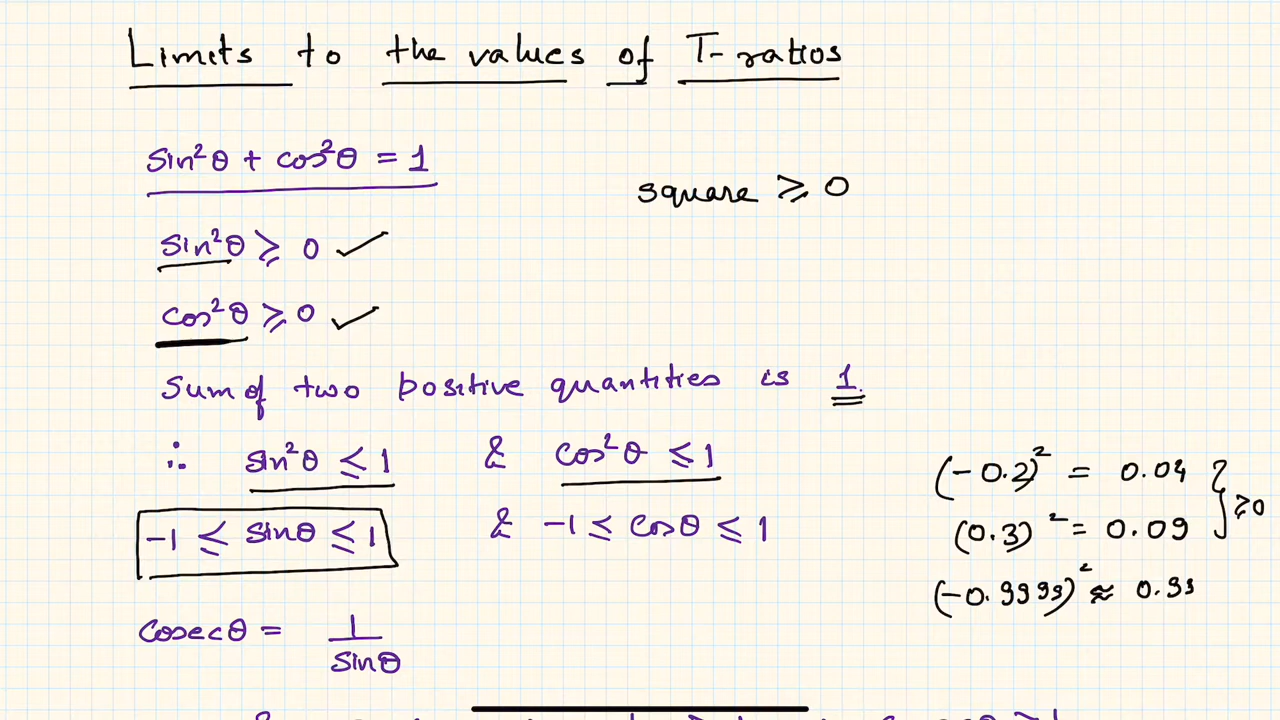 Limits to the values of T-ratios
sin²θ + cos²θ = 1
square ⩾ 0
sin²θ ⩾ 0 ✓
cos²θ ⩾ 0 ✓
Sum of two positive quantities is 1.
∴ sin²θ ⩽ 1 & cos²θ ⩽ 1
(-0.2)² = 0.04
-1 ⩽ sinθ ⩽ 1 & -1 ⩽ cosθ ⩽ 1
⩾0
(0.3)² = 0.09
(-0.9999)² ≈ 0.99
cosecθ = 1/sinθ